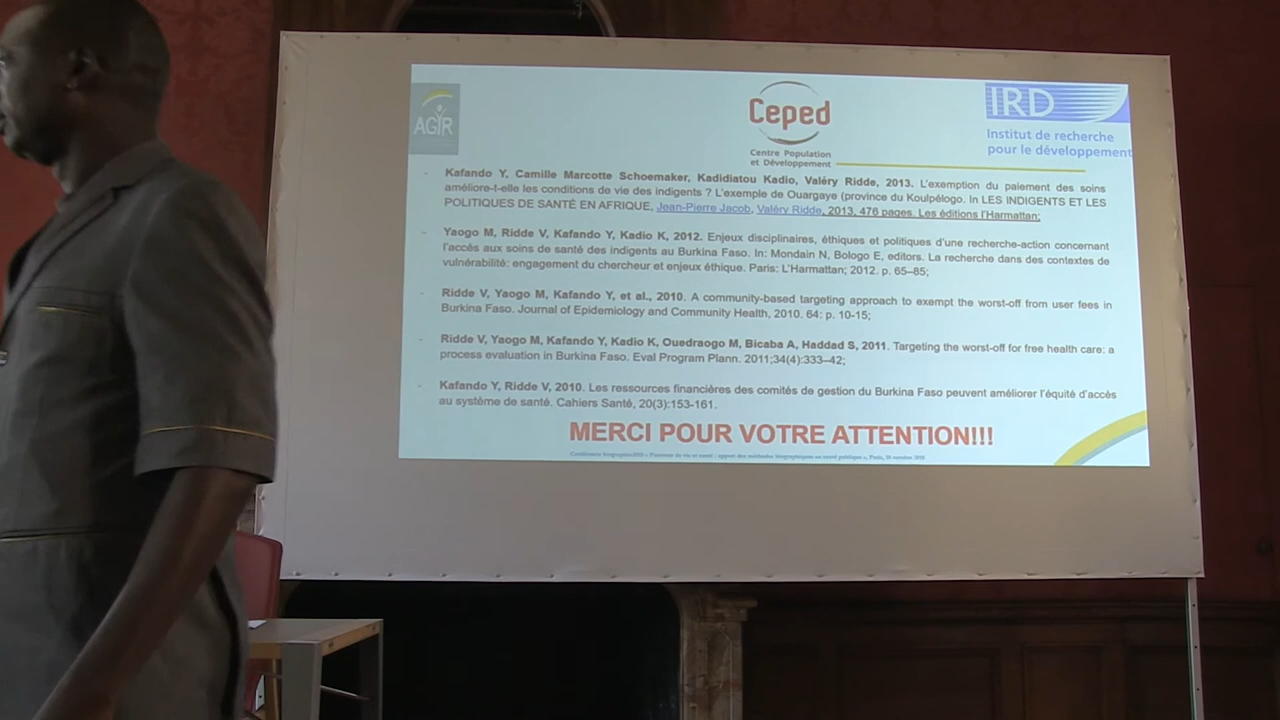 AGIR
Ceped
Centre Population
et Développement
IRD
Institut de recherche
pour le développement
- Kafando Y, Camille Marcotte Schoemaker, Kadidiatou Kadio, Valéry Ridde, 2013. L'exemption du paiement des soins
améliore-t-elle les conditions de vie des indigents ? L'exemple de Ouargaye (province du Koulpélogo. In LES INDIGENTS ET LES
POLITIQUES DE SANTÉ EN AFRIQUE, Jean-Pierre Jacob, Valéry Ridde, 2013, 476 pages. Les éditions l'Harmattan;
- Yaogo M, Ridde V, Kafando Y, Kadio K, 2012. Enjeux disciplinaires, éthiques et politiques d'une recherche-action concernant
l'accès aux soins de santé des indigents au Burkina Faso. In: Mondain N, Bologo E, editors. La recherche dans des contextes de
vulnérabilité: engagement du chercheur et enjeux éthique. Paris: L'Harmattan; 2012. p. 65–85;
- Ridde V, Yaogo M, Kafando Y, et al., 2010. A community-based targeting approach to exempt the worst-off from user fees in
Burkina Faso. Journal of Epidemiology and Community Health, 2010. 64: p. 10-15;
- Ridde V, Yaogo M, Kafando Y, Kadio K, Ouedraogo M, Bicaba A, Haddad S, 2011. Targeting the worst-off for free health care: a
process evaluation in Burkina Faso. Eval Program Plann. 2011;34(4):333–42;
- Kafando Y, Ridde V, 2010. Les ressources financières des comités de gestion du Burkina Faso peuvent améliorer l'équité d'accès
au système de santé. Cahiers Santé, 20(3):153-161.
MERCI POUR VOTRE ATTENTION!!!